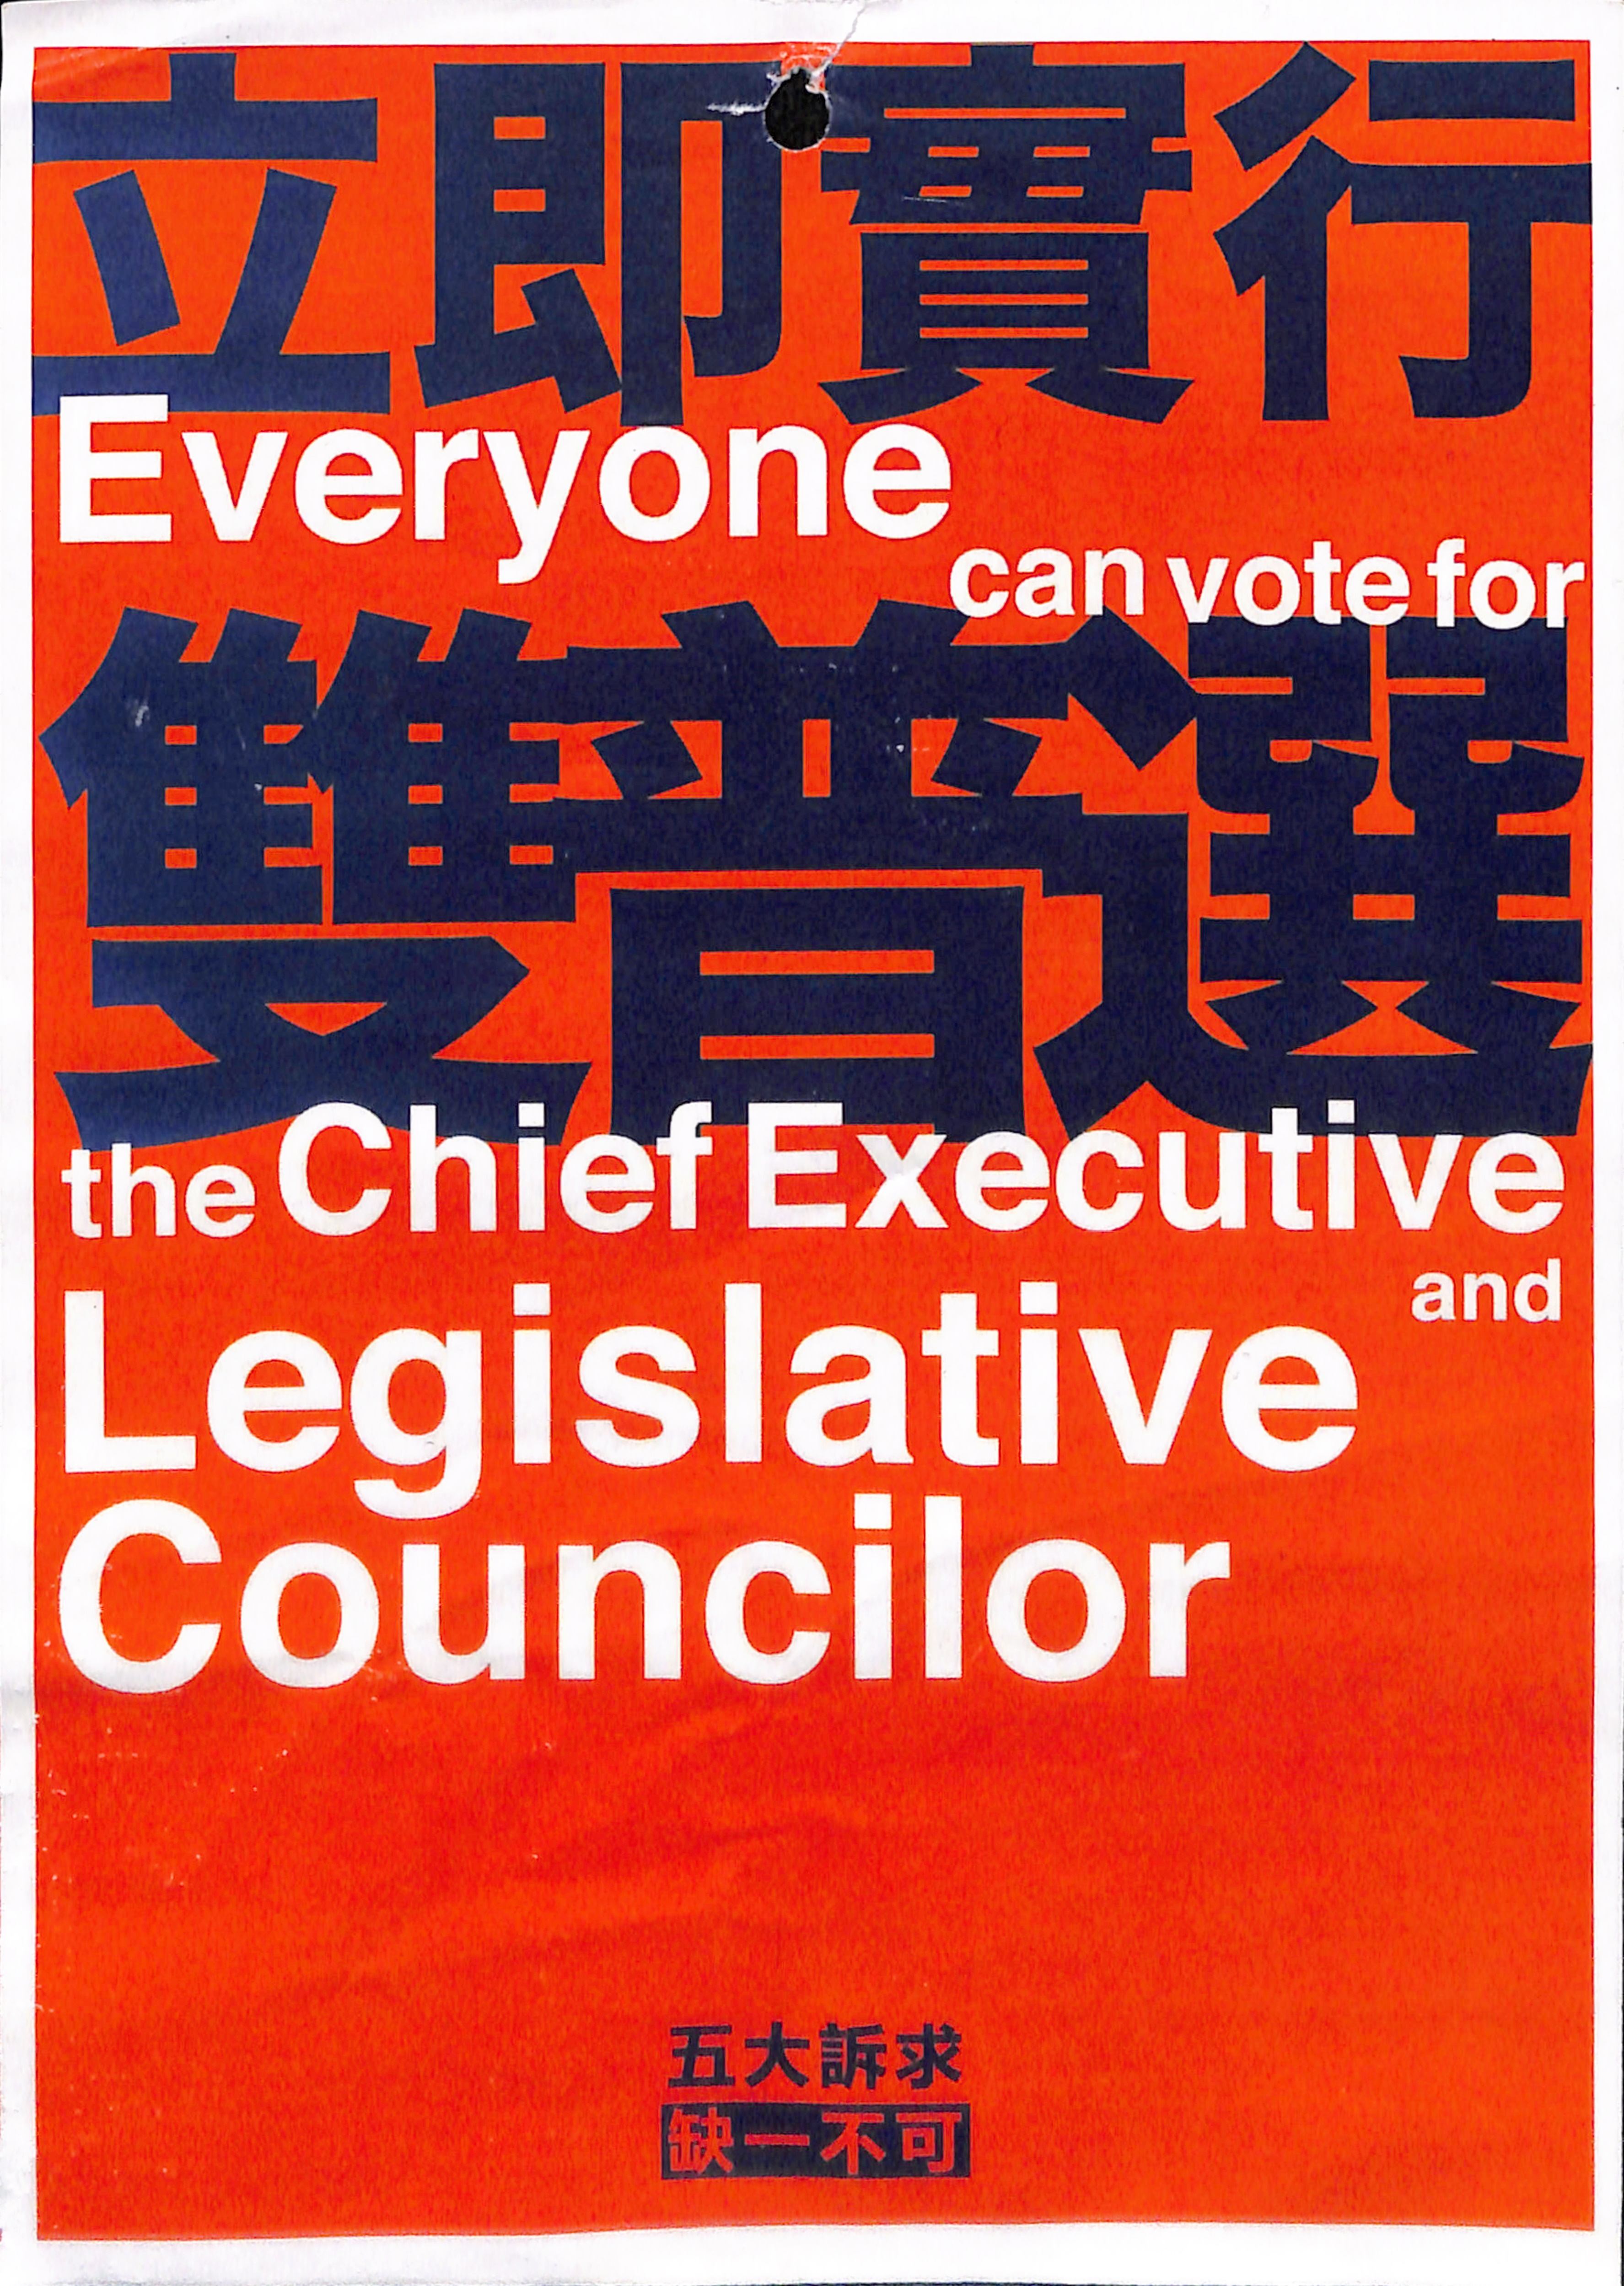 立即實行
Everyone
can vote for
雙普選
the Chief Executive
and
Legislative
Councilor
五大訴求
缺一不可